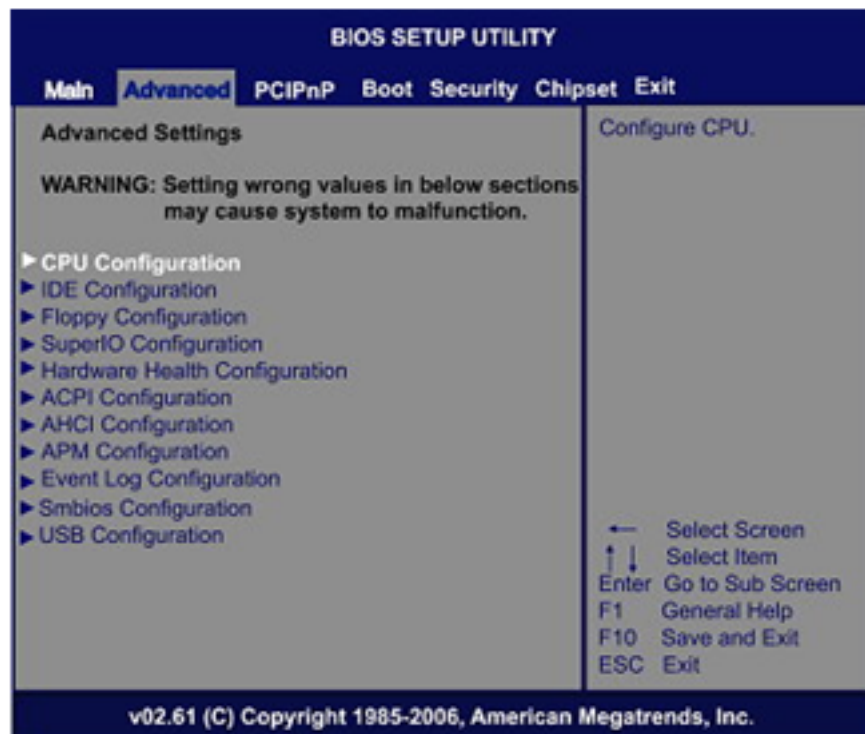 BIOS SETUP UTILITY
Main Advanced PCIPnP Boot Security Chipset Exit
Advanced Settings
WARNING: Setting wrong values in below sections
may cause system to malfunction.
CPU Configuration
IDE Configuration
Floppy Configuration
SuperIO Configuration
Hardware Health Configuration
ACPI Configuration
AHCI Configuration
APM Configuration
Event Log Configuration
Smbios Configuration
USB Configuration
Configure CPU.
← Select Screen
↑↓ Select Item
Enter Go to Sub Screen
F1 General Help
F10 Save and Exit
ESC Exit
v02.61 (C) Copyright 1985-2006, American Megatrends, Inc.